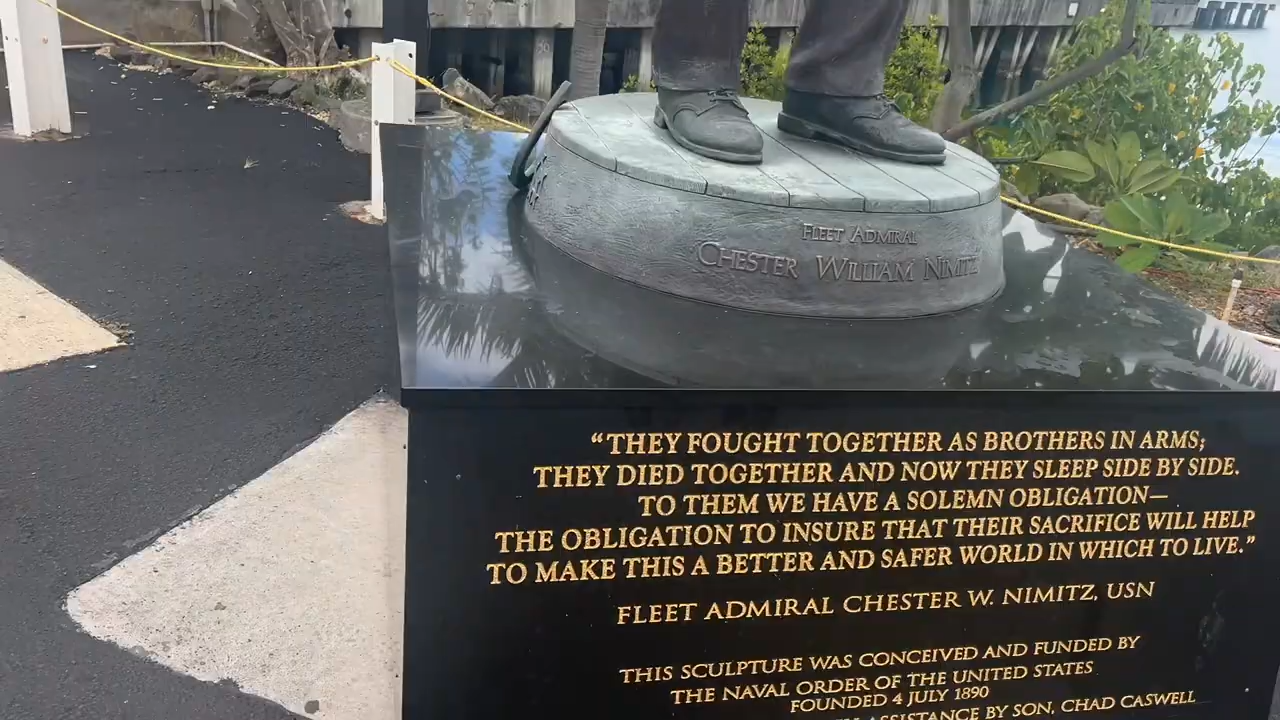 FLEET ADMIRAL
CHESTER WILLIAM NIMITZ
“THEY FOUGHT TOGETHER AS BROTHERS IN ARMS;
THEY DIED TOGETHER AND NOW THEY SLEEP SIDE BY SIDE.
TO THEM WE HAVE A SOLEMN OBLIGATION—
THE OBLIGATION TO INSURE THAT THEIR SACRIFICE WILL HELP
TO MAKE THIS A BETTER AND SAFER WORLD IN WHICH TO LIVE.”
FLEET ADMIRAL CHESTER W. NIMITZ, USN
THIS SCULPTURE WAS CONCEIVED AND FUNDED BY
THE NAVAL ORDER OF THE UNITED STATES
FOUNDED 4 JULY 1890
ASSISTANCE BY SON, CHAD CASWELL